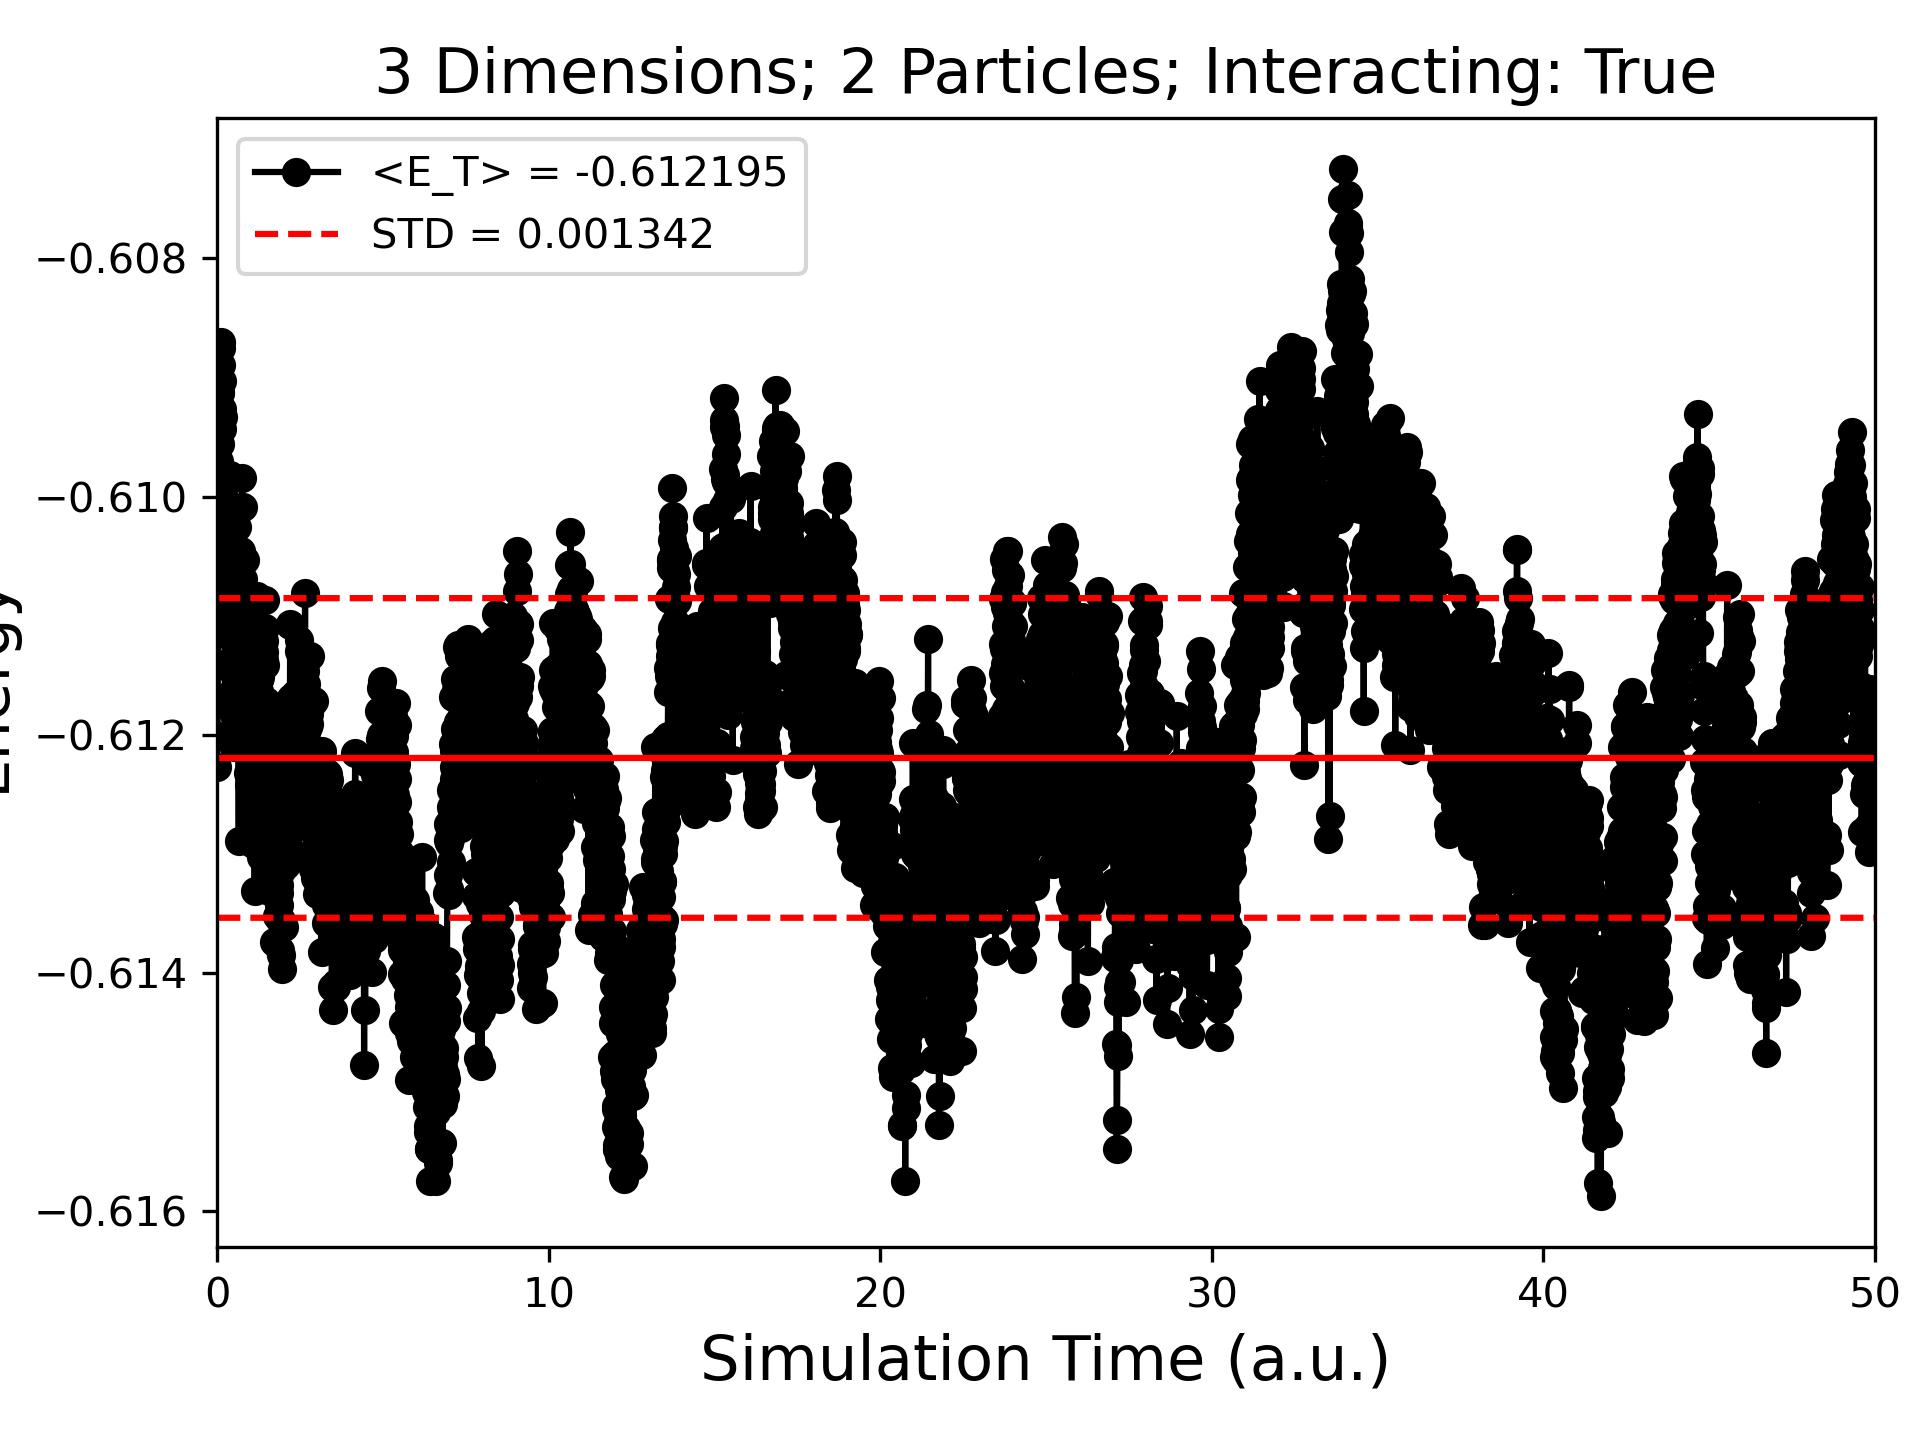 3 Dimensions; 2 Particles; Interacting: True
<E_T> = -0.612195
STD = 0.001342
−0.608
−0.610
−0.612
−0.614
−0.616
Energy
0 10 20 30 40 50
Simulation Time (a.u.)